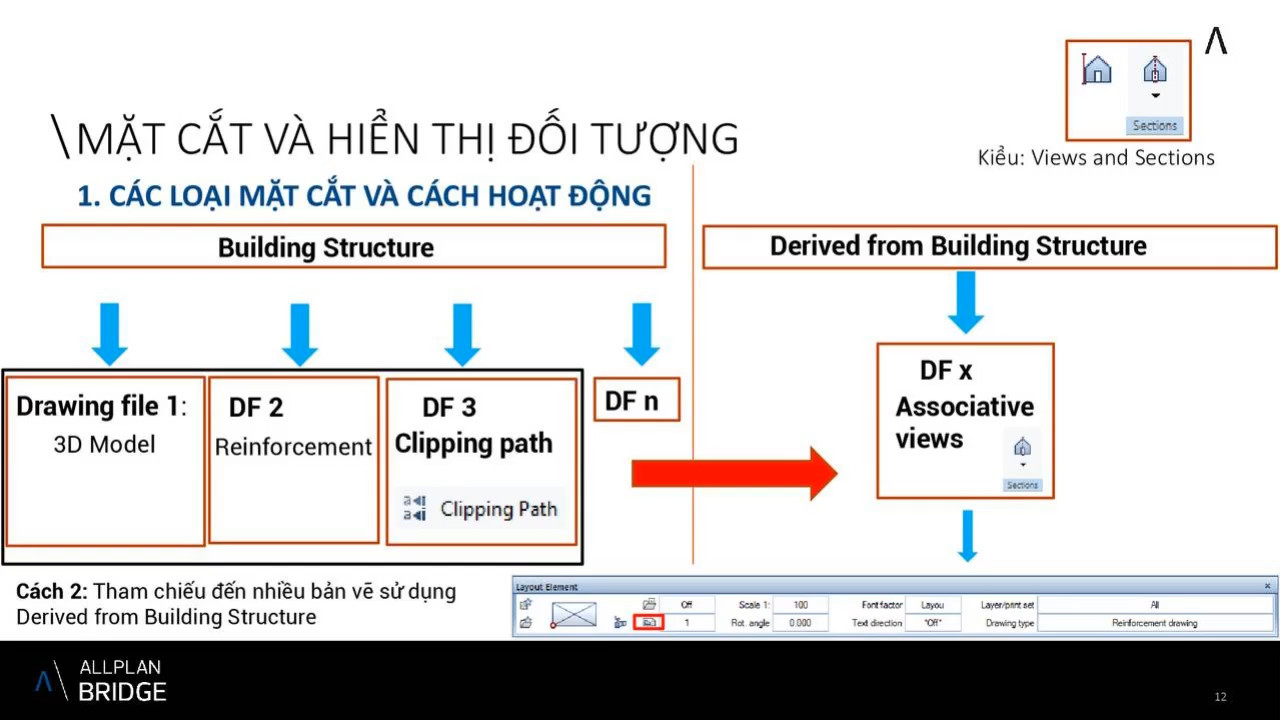 \MẶT CẮT VÀ HIỂN THỊ ĐỐI TƯỢNG
Sections
Kiểu: Views and Sections
1. CÁC LOẠI MẶT CẮT VÀ CÁCH HOẠT ĐỘNG
Building Structure
Derived from Building Structure
Drawing file 1:
3D Model
DF 2
Reinforcement
DF 3
Clipping path
Clipping Path
DF n
DF x
Associative
views
Sections
Cách 2: Tham chiếu đến nhiều bản vẽ sử dụng
Derived from Building Structure
Layout Element
Off
Scale 1:
100
Font factor
Layou
Layer/print set
All
1
Rot. angle
0.000
Text direction
"Off"
Drawing type
Reinforcement drawing
ALLPLAN
BRIDGE
12